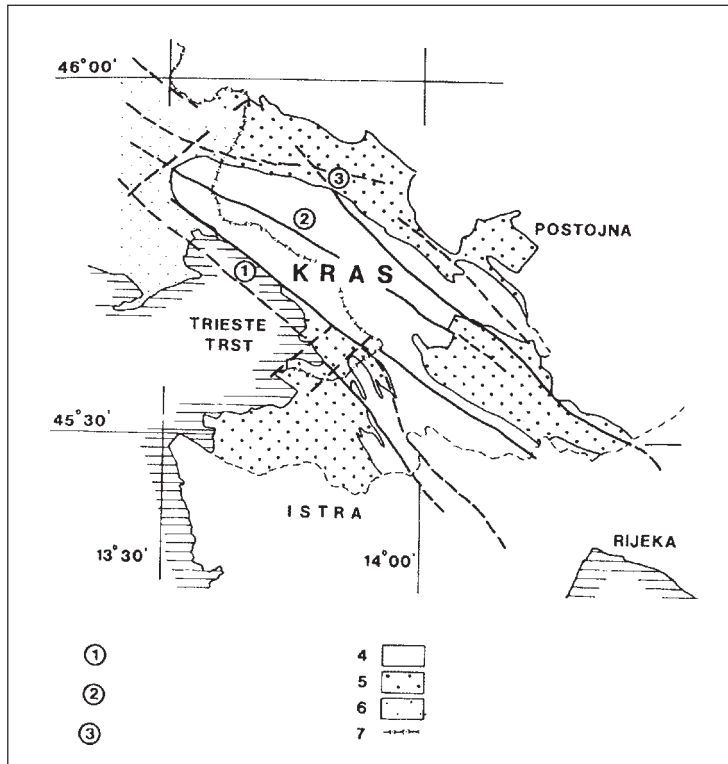 46°00'
3
POSTOJNA
2
1
KRAS
TRIESTE
TRST
45°30'
ISTRA
13°30'
14°00'
RIJEKA
1
4
5
2
6
3
7